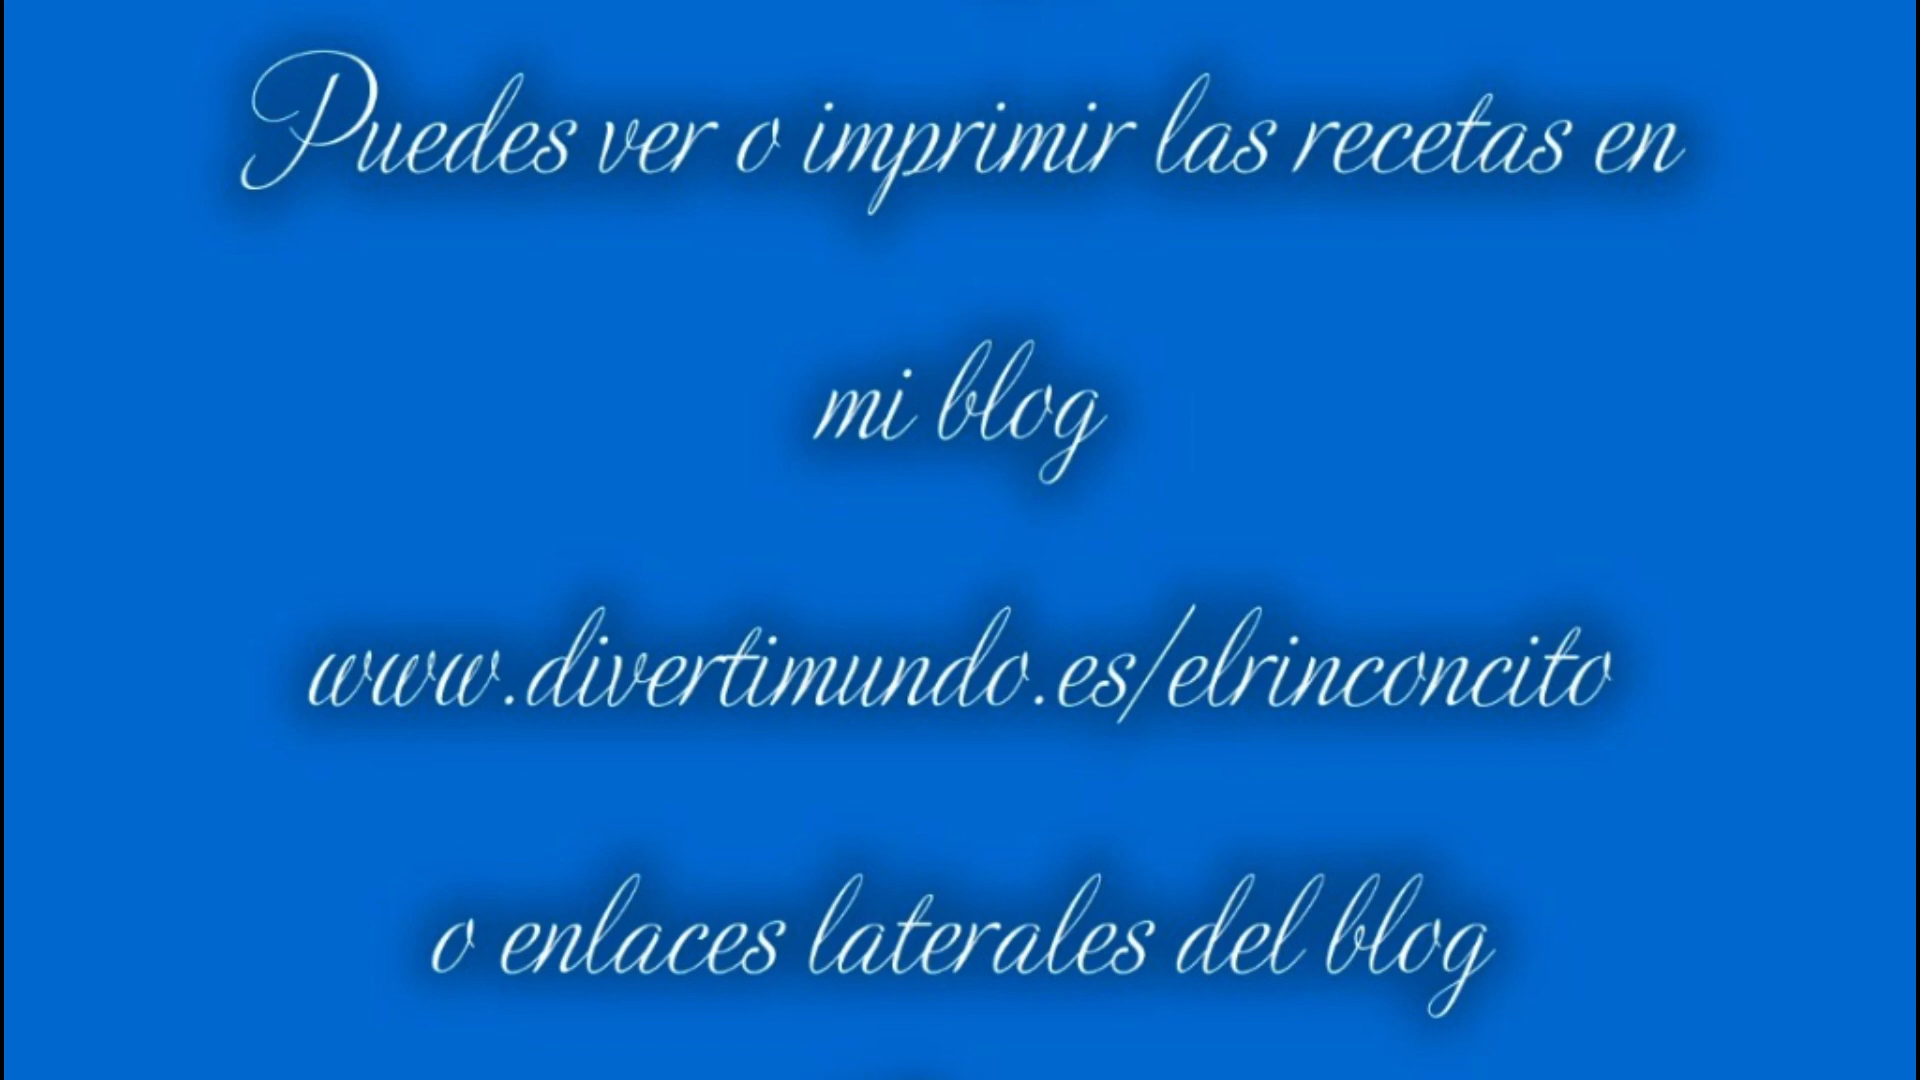 Puedes ver o imprimir las recetas en
mi blog
www.divertimundo.es/elrinconcito
o enlaces laterales del blog